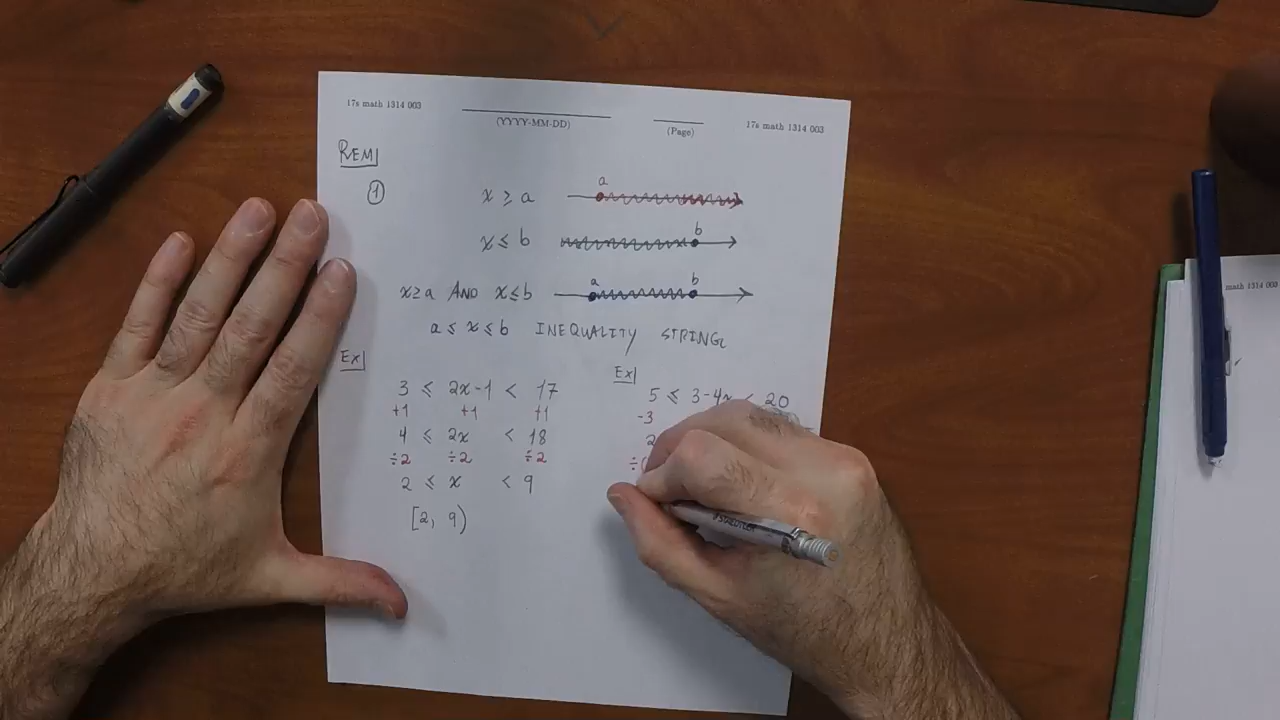 17s math 1314 003
(YYYY-MM-DD)
(Page)
17s math 1314 003
REM
①
x ≥ a
a
x ≤ b
b
x≥a AND x≤b
a b
a ≤ x ≤ b INEQUALITY STRING
Ex
3 ≤ 2x-1 < 17
+1 +1 +1
4 ≤ 2x < 18
÷2 ÷2 ÷2
2 ≤ x < 9
[2, 9)
Ex
5 ≤ 3-4x < 20
-3
2
÷(
STAEDTLER
math 1314 003